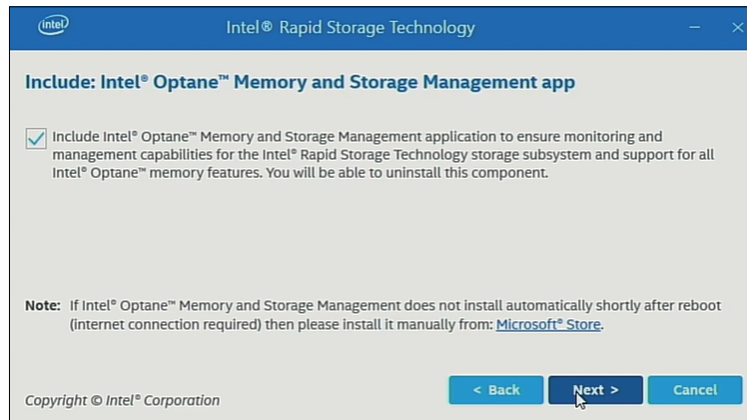 intel
Intel® Rapid Storage Technology
Include: Intel® Optane™ Memory and Storage Management app
Include Intel® Optane™ Memory and Storage Management application to ensure monitoring and
management capabilities for the Intel® Rapid Storage Technology storage subsystem and support for all
Intel® Optane™ memory features. You will be able to uninstall this component.
Note: If Intel® Optane™ Memory and Storage Management does not install automatically shortly after reboot
(internet connection required) then please install it manually from: Microsoft® Store.
< Back Next > Cancel
Copyright © Intel® Corporation